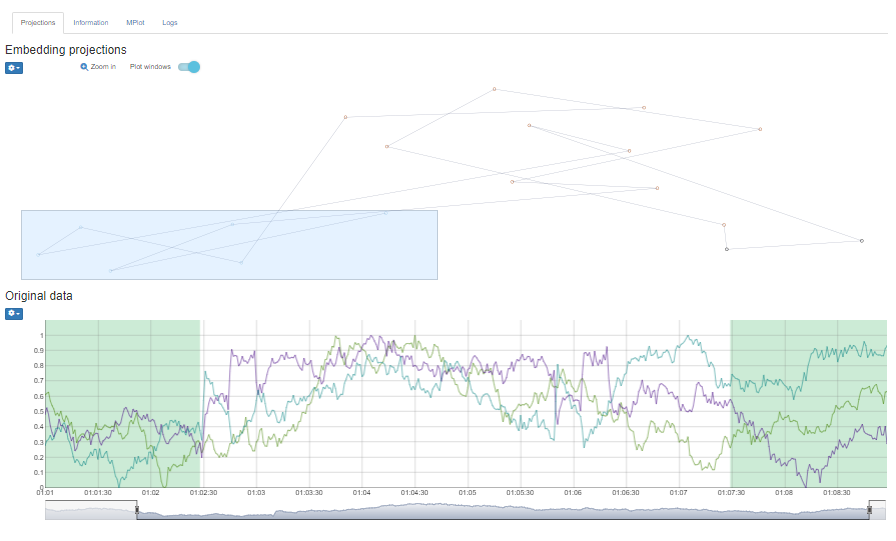 Projections Information MPlot Logs
Embedding projections
Zoom in Plot windows
Original data
1
0.9
0.8
0.7
0.6
0.5
0.4
0.3
0.2
0.1
0
01:01 01:01:30 01:02 01:02:30 01:03 01:03:30 01:04 01:04:30 01:05 01:05:30 01:06 01:06:30 01:07 01:07:30 01:08 01:08:30